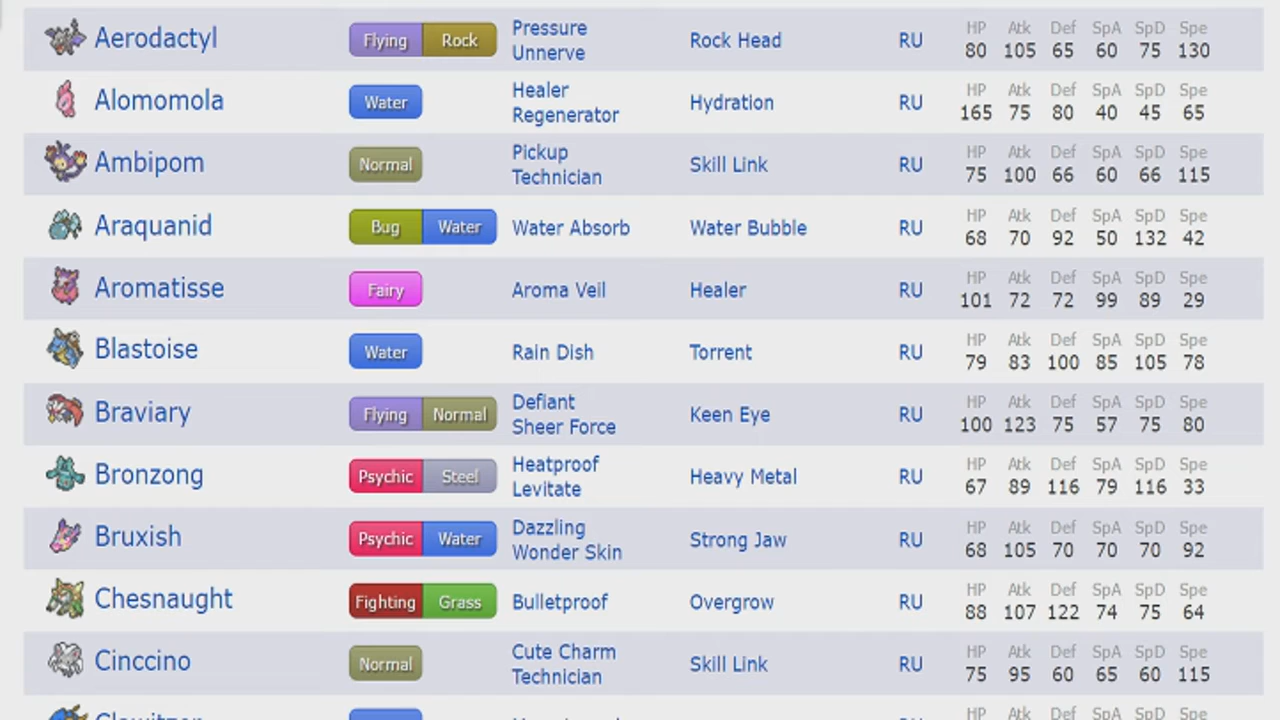 Aerodactyl Flying Rock Pressure Unnerve Rock Head RU HP 80 Atk 105 Def 65 SpA 60 SpD 75 Spe 130
Alomomola Water Healer Regenerator Hydration RU HP 165 Atk 75 Def 80 SpA 40 SpD 45 Spe 65
Ambipom Normal Pickup Technician Skill Link RU HP 75 Atk 100 Def 66 SpA 60 SpD 66 Spe 115
Araquanid Bug Water Water Absorb Water Bubble RU HP 68 Atk 70 Def 92 SpA 50 SpD 132 Spe 42
Aromatisse Fairy Aroma Veil Healer RU HP 101 Atk 72 Def 72 SpA 99 SpD 89 Spe 29
Blastoise Water Rain Dish Torrent RU HP 79 Atk 83 Def 100 SpA 85 SpD 105 Spe 78
Braviary Flying Normal Defiant Sheer Force Keen Eye RU HP 100 Atk 123 Def 75 SpA 57 SpD 75 Spe 80
Bronzong Psychic Steel Heatproof Levitate Heavy Metal RU HP 67 Atk 89 Def 116 SpA 79 SpD 116 Spe 33
Bruxish Psychic Water Dazzling Wonder Skin Strong Jaw RU HP 68 Atk 105 Def 70 SpA 70 SpD 70 Spe 92
Chesnaught Fighting Grass Bulletproof Overgrow RU HP 88 Atk 107 Def 122 SpA 74 SpD 75 Spe 64
Cinccino Normal Cute Charm Technician Skill Link RU HP 75 Atk 95 Def 60 SpA 65 SpD 60 Spe 115
HP Atk Def SpA SpD Spe